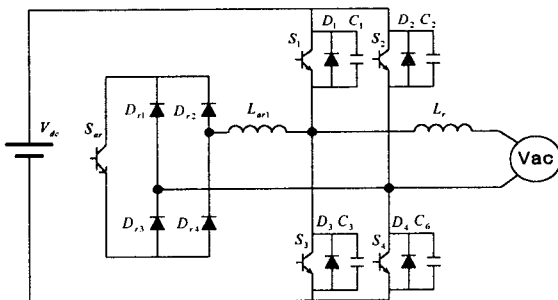 D1 C1 D2 C2
S1 S2
Dr1 Dr2 Lar1 Lr
Vdc Sar
Vac
Dr3 Dr4 D3 C3 D4 C6
S3 S4